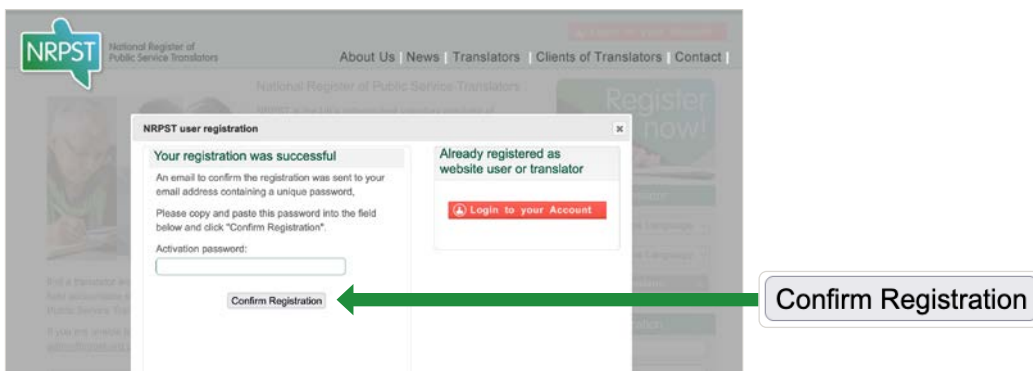 NRPST
National Register of
Public Service Translators
About Us | News | Translators | Clients of Translators | Contact |
National Register of Public Service Translators
Register
now!
NRPST user registration
Your registration was successful
An email to confirm the registration was sent to your
email address containing a unique password,
Please copy and paste this password into the field
below and click "Confirm Registration".
Activation password:
Confirm Registration
Already registered as
website user or translator
Login to your Account
Confirm Registration